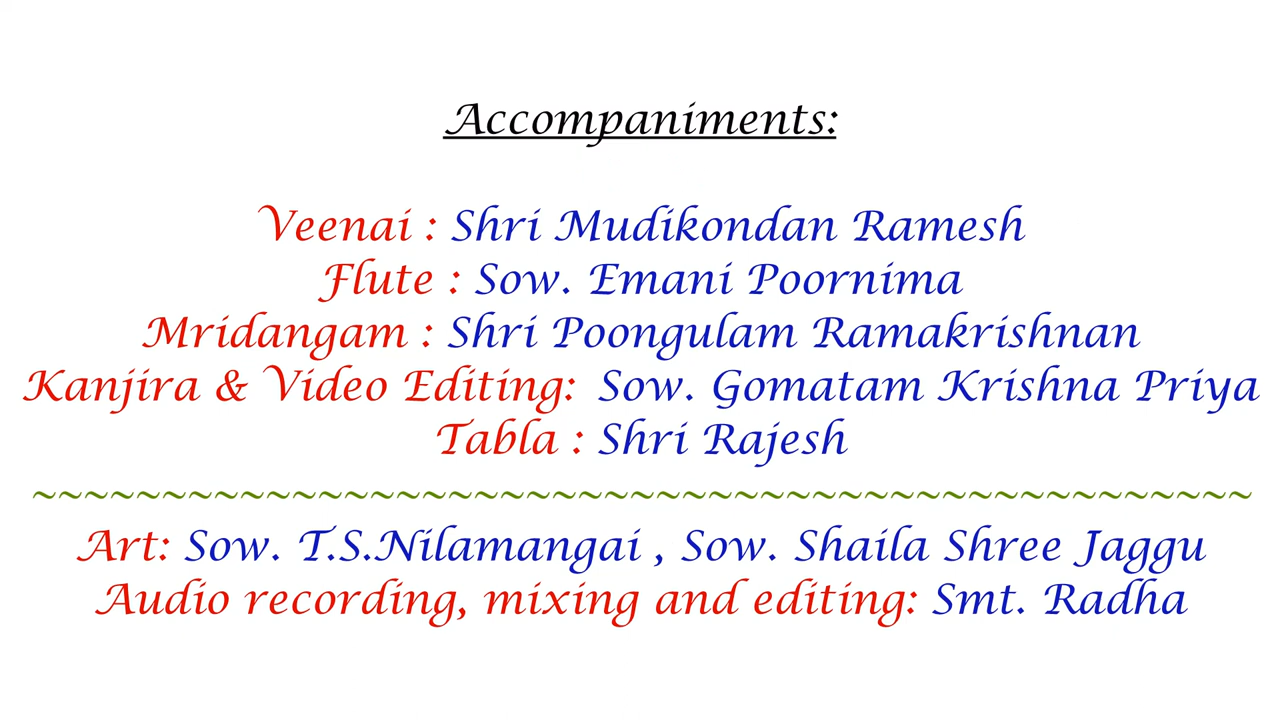 Accompaniments:
Veenai : Shri Mudikondan Ramesh
Flute : Sow. Emani Poornima
Mridangam : Shri Poongulam Ramakrishnan
Kanjira & Video Editing: Sow. Gomatam Krishna Priya
Tabla : Shri Rajesh
~~~~~~~~~~~~~~~~~~~~~~~~~~~~~~~~~~~~~~~~~~~~~~~
Art: Sow. T.S.Nilamangai , Sow. Shaila Shree Jaggu
Audio recording, mixing and editing: Smt. Radha